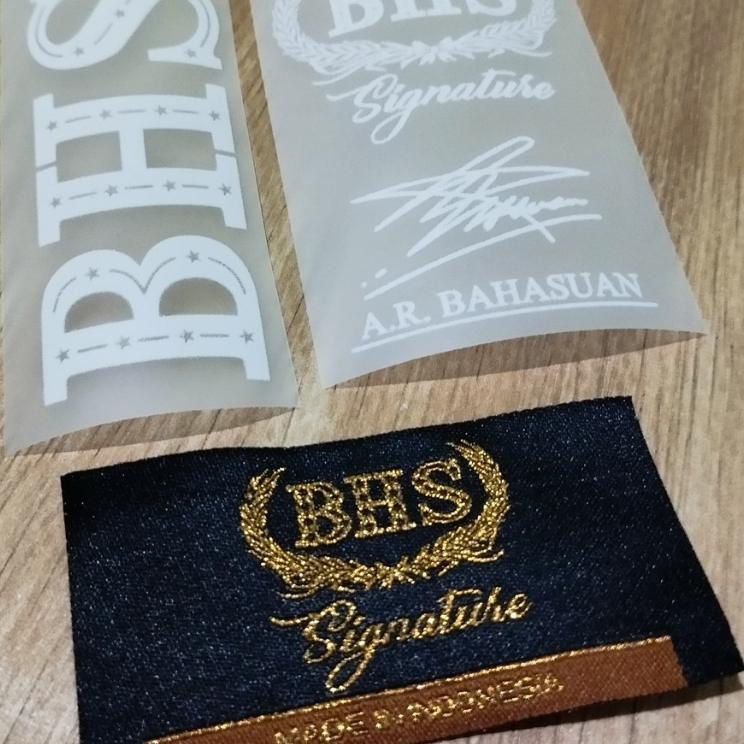 BHS
BHS
Signature
A.R. BAHASUAN
BHS
Signature
MADE IN INDONESIA